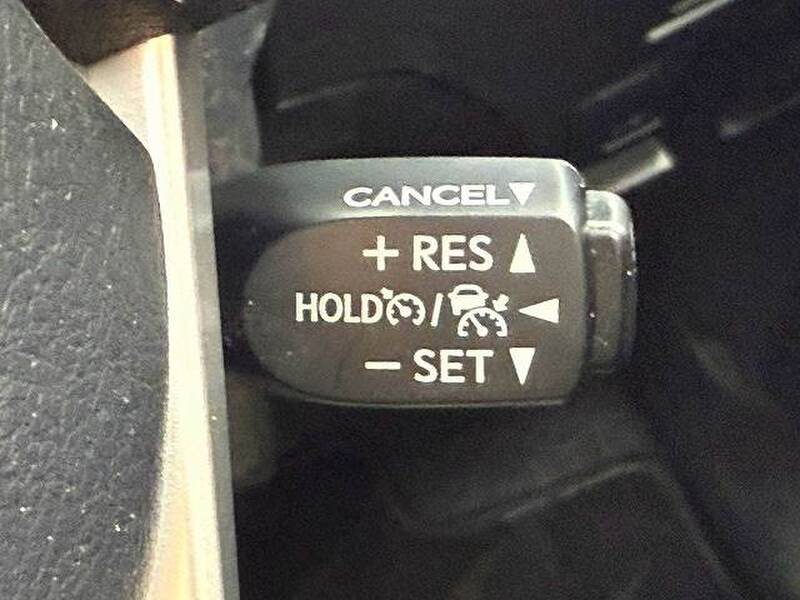 CANCEL▼
+ RES ▲
HOLD / ◀
− SET ▼